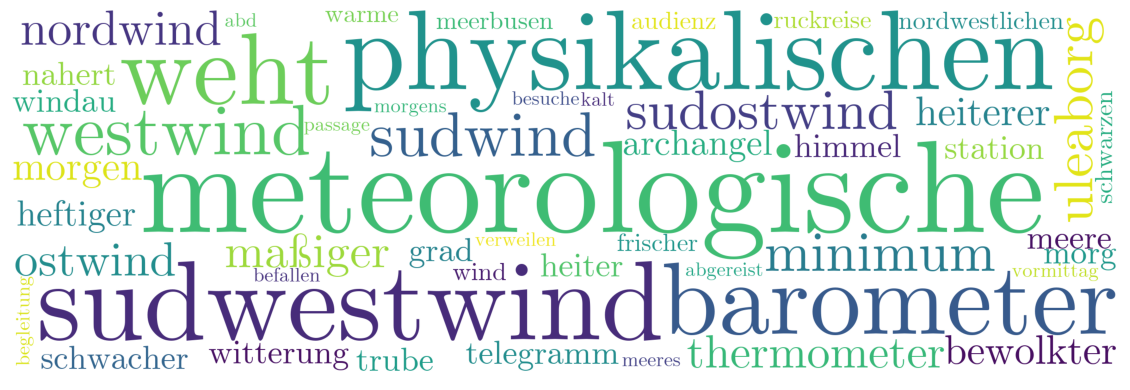 nordwind abd warme meerbusen audienz ruckreise nordwestlichen
nahert weht physikalischen uleaborg
windau morgens besuche kalt sudostwind heiterer schwarzen
westwind passage sudwind archangel himmel station
morgen meteorologische
heftiger
ostwind maßiger grad verweilen frischer minimum meere
morg
befallen wind heiter abgereist vormittag
begleitung sudwestwind barometer
schwacher witterung trube telegramm meeres thermometer bewolkter